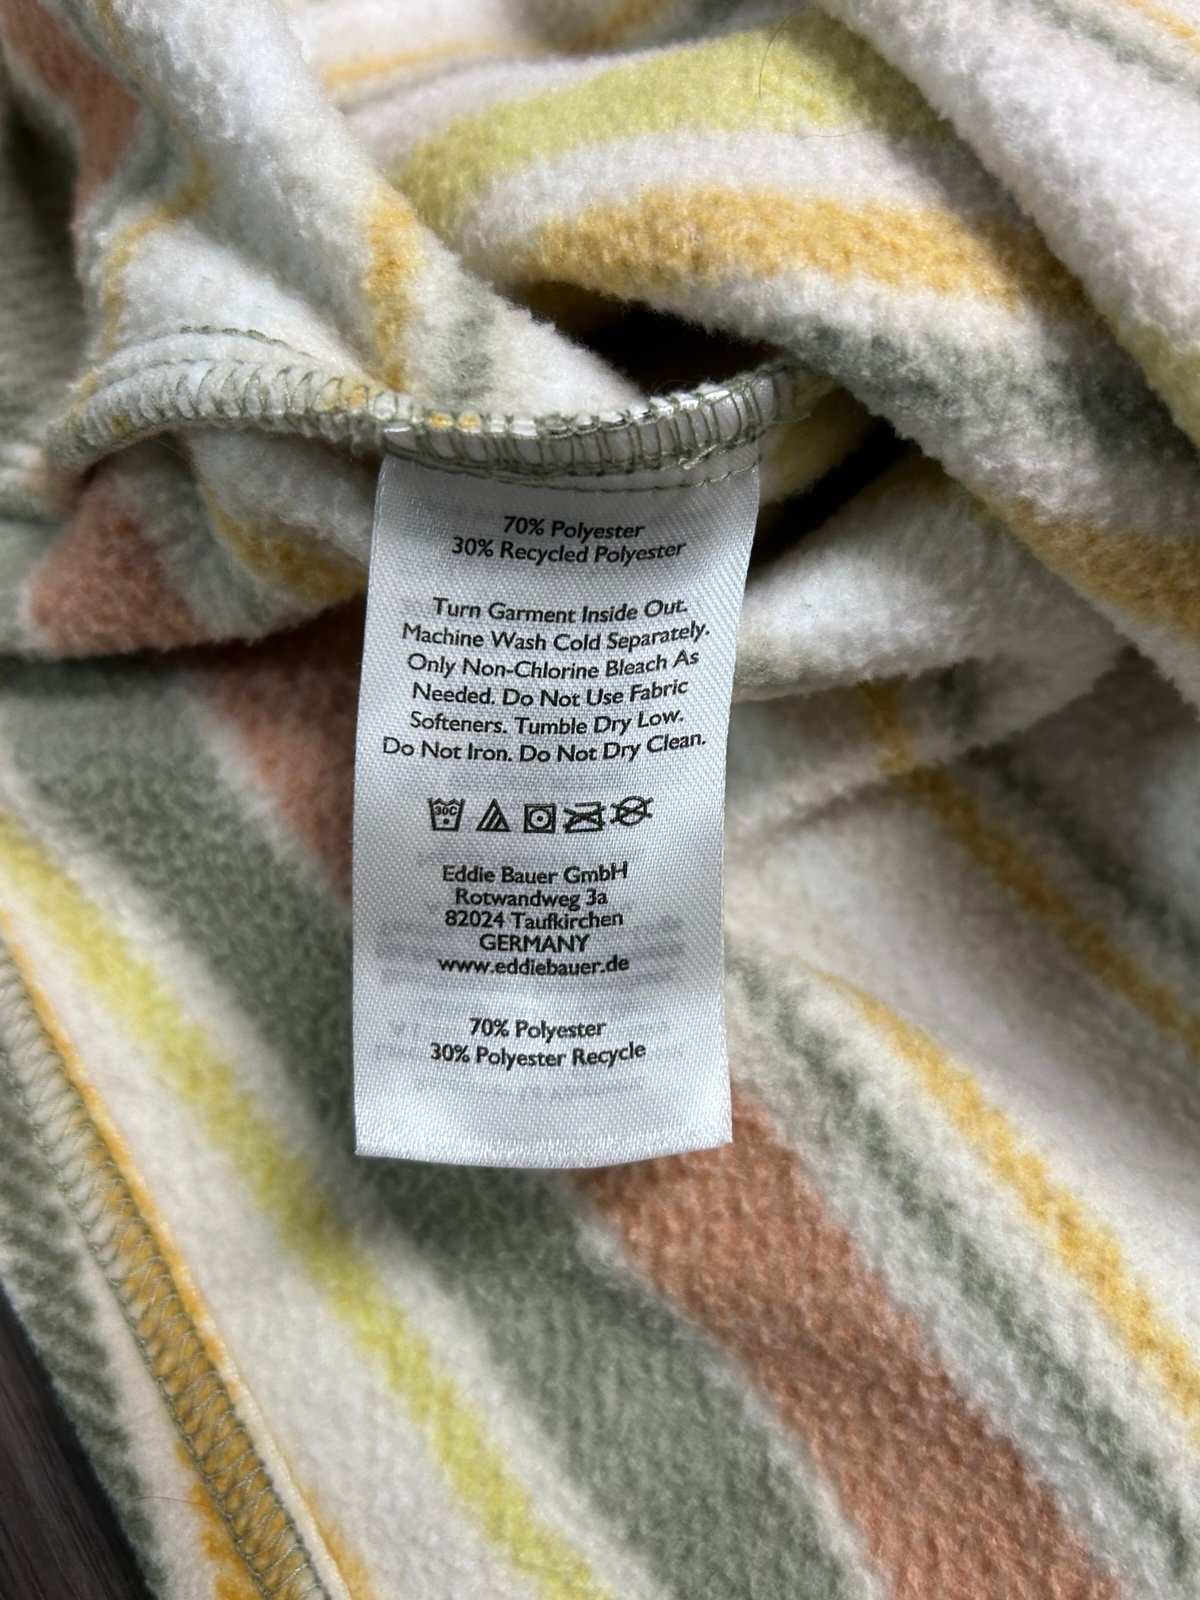 70% Polyester
30% Recycled Polyester
Turn Garment Inside Out.
Machine Wash Cold Separately.
Only Non-Chlorine Bleach As
Needed. Do Not Use Fabric
Softeners. Tumble Dry Low.
Do Not Iron. Do Not Dry Clean.
30C
Eddie Bauer GmbH
Rotwandweg 3a
82024 Taufkirchen
GERMANY
www.eddiebauer.de
70% Polyester
30% Polyester Recycle